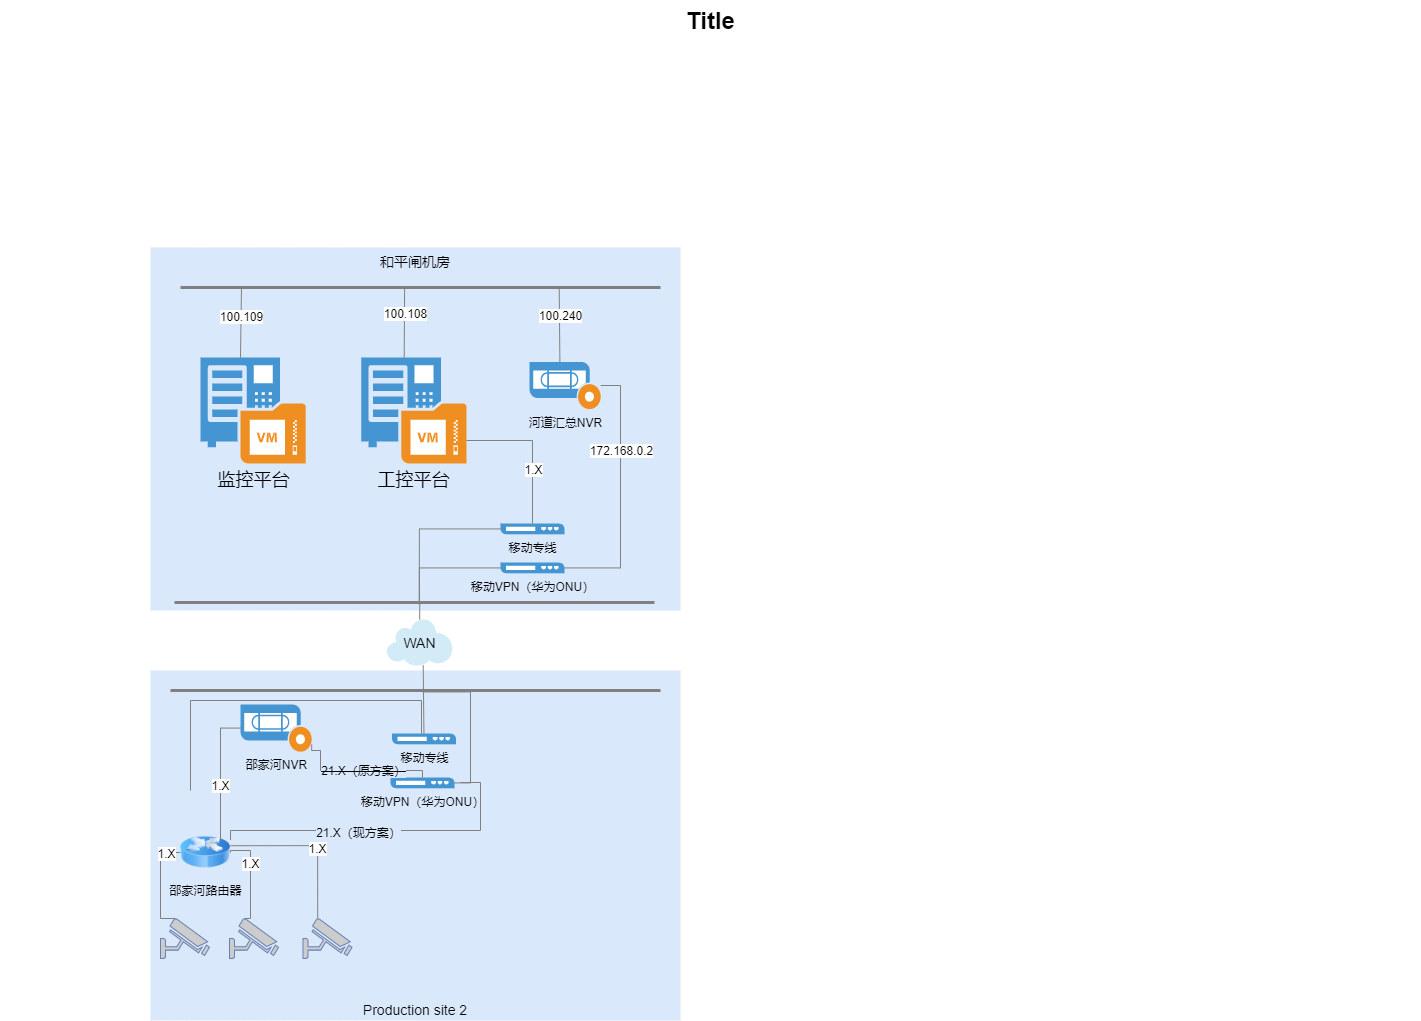 Title
和平闸机房
100.109
100.108
100.240
河道汇总NVR
172.168.0.2
VM
VM
1.X
监控平台
工控平台
移动专线
移动VPN（华为ONU）
WAN
移动专线
邵家河NVR
21.X（原方案）
1.X
移动VPN（华为ONU）
21.X（现方案）
1.X
1.X
1.X
邵家河路由器
Production site 2